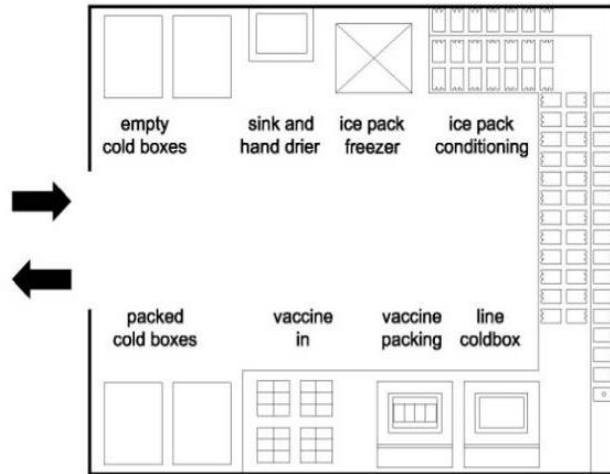 empty
cold boxes
sink and
hand drier
ice pack
freezer
ice pack
conditioning
packed
cold boxes
vaccine
in
vaccine
packing
line
coldbox